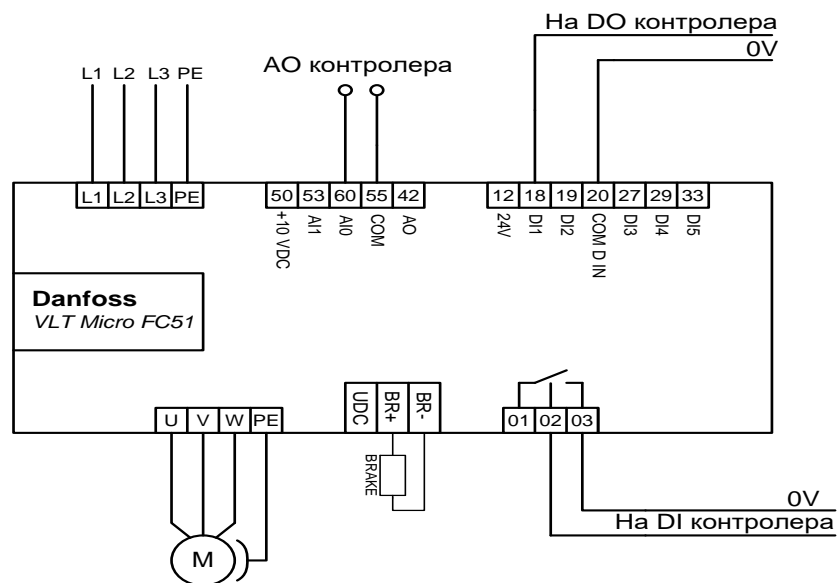 На DO контролера
0V
АО контролера
L1 L2 L3 PE
L1 L2 L3 PE
50 53 60 55 42
12 18 19 20 27 29 33
+10 VDC
AI1
AI0
COM
AO
24V
DI1
DI2
COM D IN
DI3
DI4
DI5
Danfoss
VLT Micro FC51
UDC
BR+
BR-
U V W PE
01 02 03
BRAKE
0V
На DI контролера
M